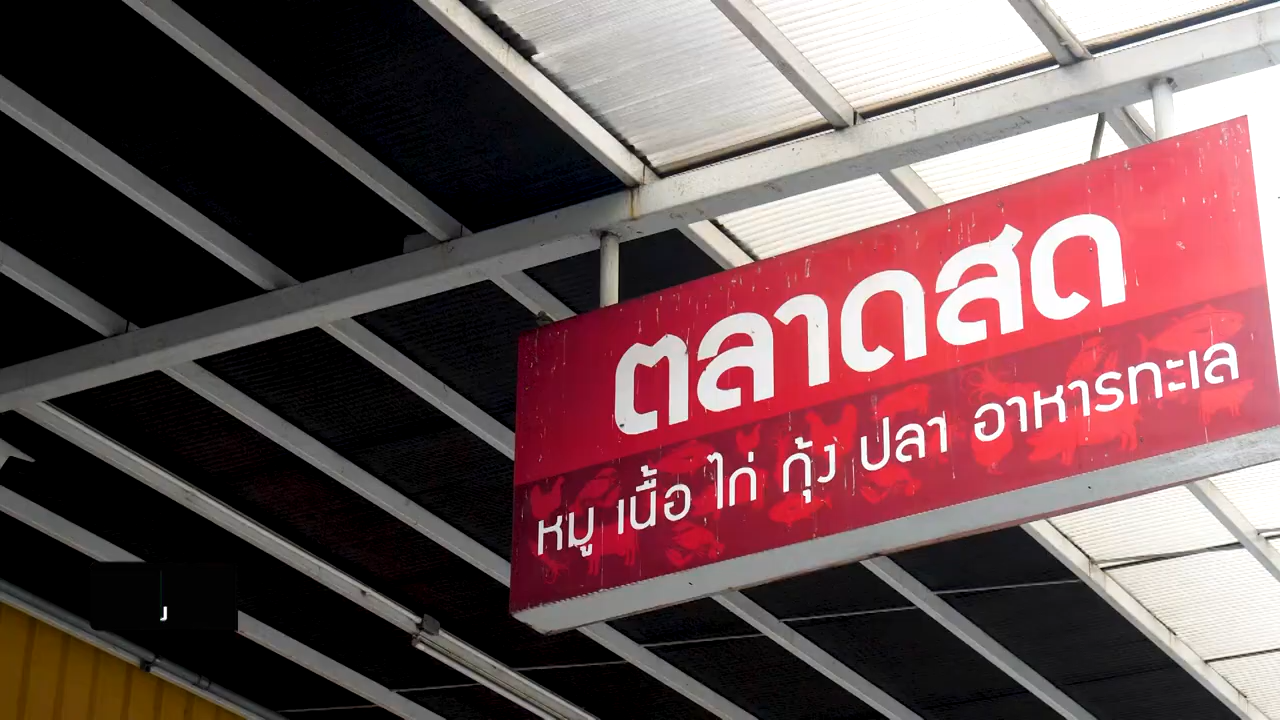 ตลาดสด
หมู เนื้อ ไก่ กุ้ง ปลา อาหารทะเล